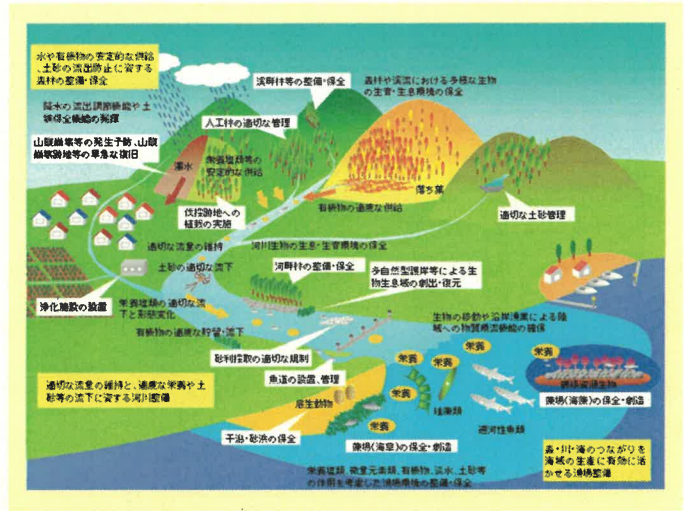 水や有機物の安定的な供給
、土砂の流出防止に資する
森林の整備・保全
渓畔林等の整備・保全
森林や渓流における多様な生物
の生育・生息環境の保全
降水の流出調節機能や土
壌保全機能の発揮
人工林の適切な管理
山腹崩壊等の発生予防、山腹
崩壊跡地等の早急な復旧
湧水
栄養塩類等の
安定的な供給
落ち葉
有機物の適度な供給
適切な土砂管理
伐採跡地への
植栽の実施
適切な流量の維持
河川生物の生息・生育環境の保全
土砂の適切な流下
河畔林の整備・保全
多自然型護岸等による生
物生息域の創出・復元
浄化施設の設置
栄養塩類の適切な流
下と形態変化
有機物の適度な貯留・流下
生物の移動や沿岸漁業による陸
域への物質環流機能の確保
砂利採取の適切な規制
魚道の設置、管理
栄養
栄養
栄養
栄養
栄養
適切な流量の維持と、適度な栄養や土
砂等の流下に資する河川整備
底生動物
珪藻類
遡河性魚類
藻場(海藻)の保全・創造
干潟・砂浜の保全
藻場(海草)の保全・創造
森・川・海のつながりを
海域の生産に有効に活
かせる漁場整備
栄養塩類、微量元素類、有機物、淡水、土砂等
の作用を考慮した漁場環境の整備・保全